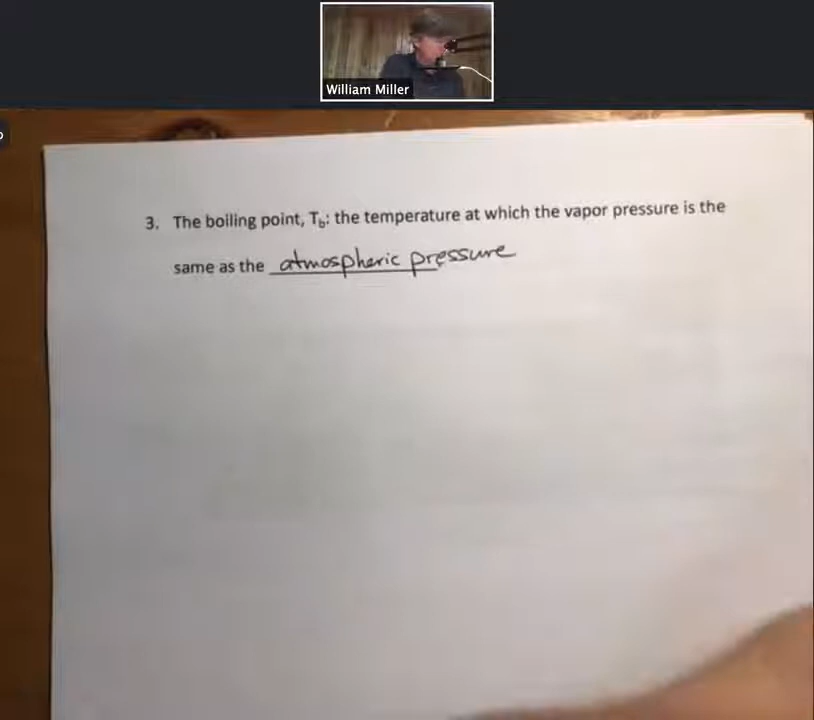 William Miller
3. The boiling point, Tb: the temperature at which the vapor pressure is the
same as the atmospheric pressure